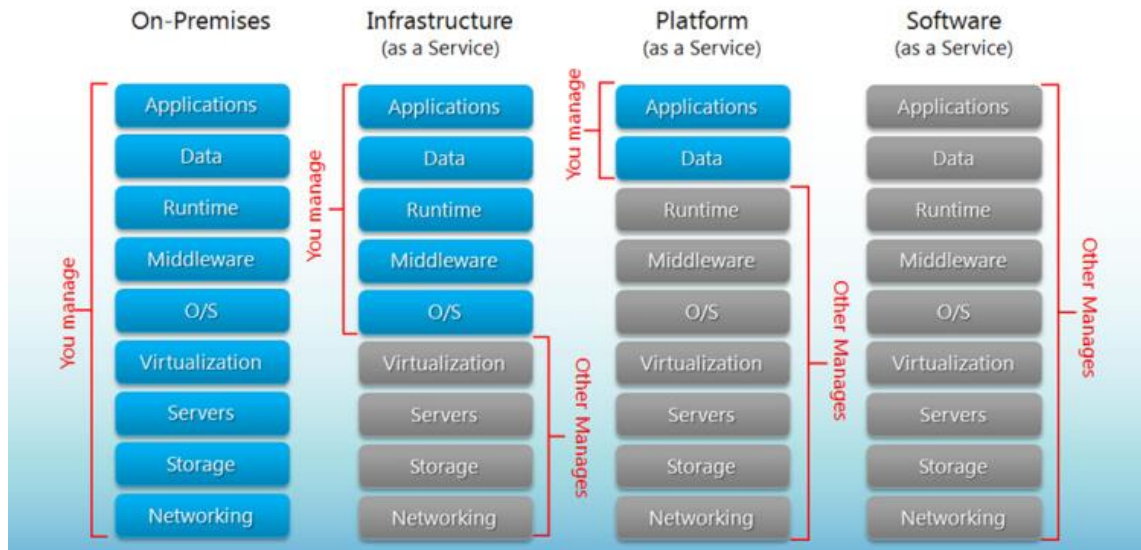 On-Premises
Infrastructure
(as a Service)
Platform
(as a Service)
Software
(as a Service)
You manage
Applications
Data
Runtime
Middleware
O/S
Virtualization
Servers
Storage
Networking
You manage
Applications
Data
Runtime
Middleware
O/S
Virtualization
Servers
Storage
Networking
Other Manages
You manage
Applications
Data
Runtime
Middleware
O/S
Virtualization
Servers
Storage
Networking
Other Manages
Applications
Data
Runtime
Middleware
O/S
Virtualization
Servers
Storage
Networking
Other Manages